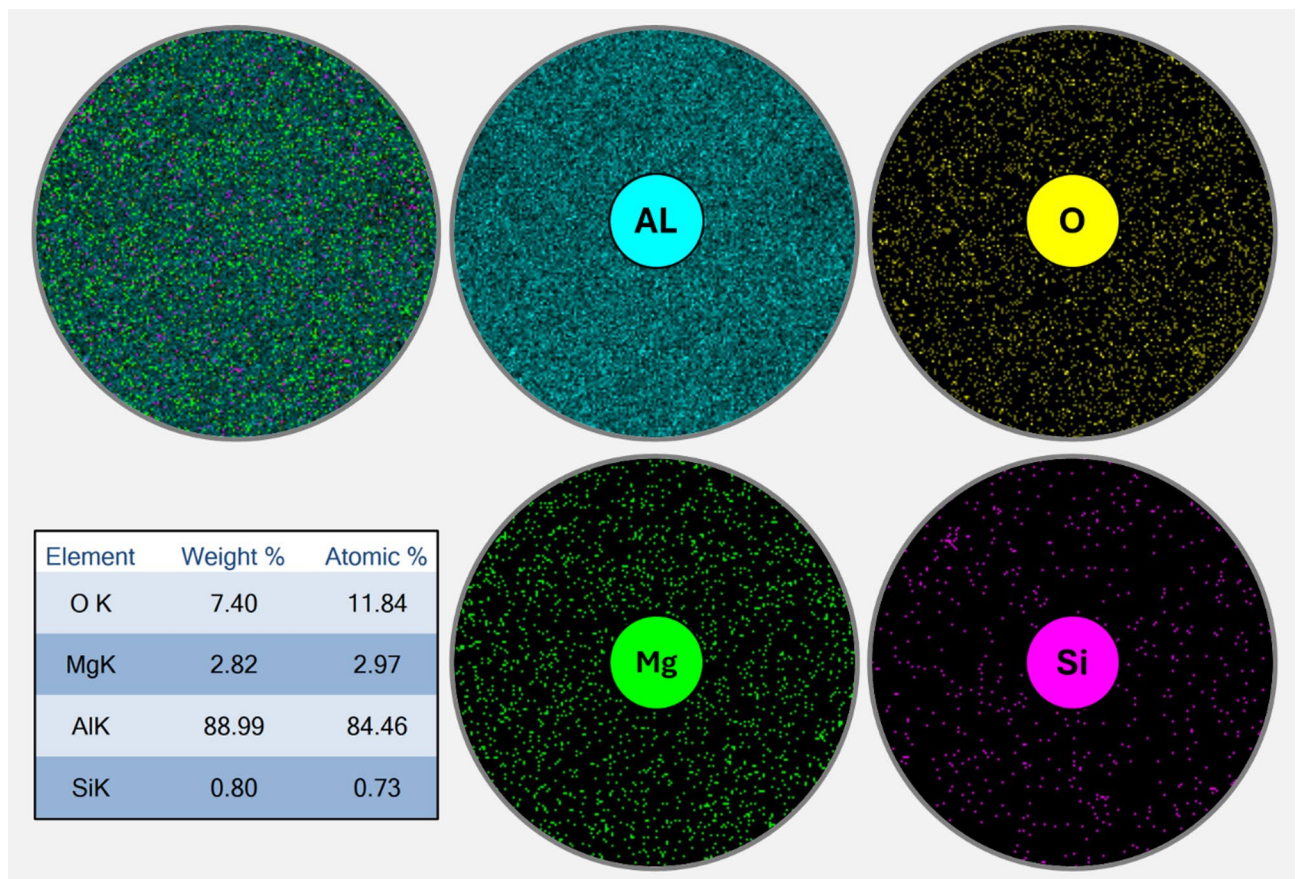 AL
O
Element Weight % Atomic %
O K 7.40 11.84
MgK 2.82 2.97
AlK 88.99 84.46
SiK 0.80 0.73
Mg
Si